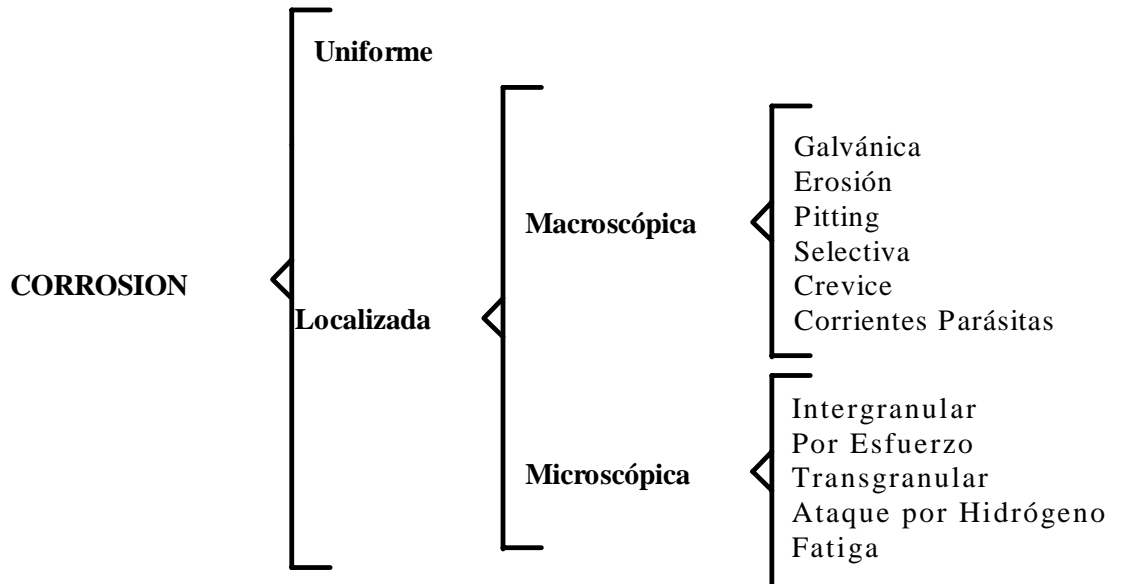 CORROSION
Uniforme
Localizada
Macroscópica
Galvánica
Erosión
Pitting
Selectiva
Crevice
Corrientes Parásitas
Microscópica
Intergranular
Por Esfuerzo
Transgranular
Ataque por Hidrógeno
Fatiga